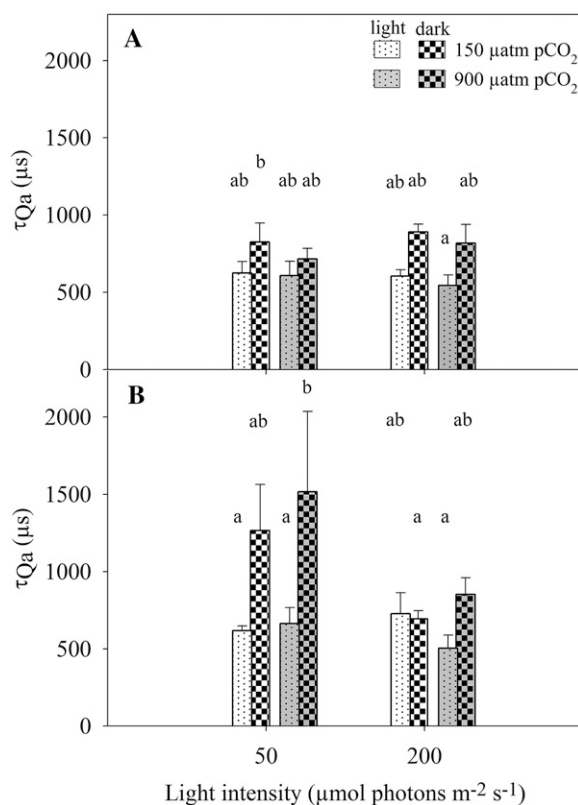 A
light dark
150 µatm pCO2
900 µatm pCO2
2000
1500
1000
500
0
τQa (µs)
ab b ab ab ab ab a ab
B
2000
1500
1000
500
0
τQa (µs)
a ab a b ab a a ab
50 200
Light intensity (µmol photons m-2 s-1)